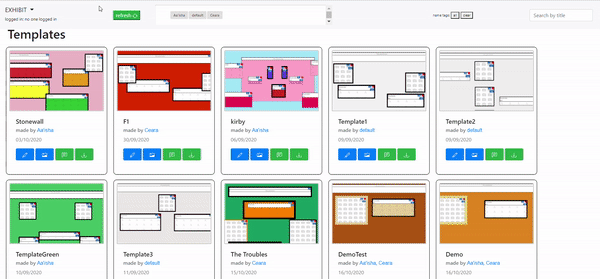 EXHIBIT
logged in: no one logged in
refresh
Aa'isha default Ceara
name tags: all clear
Search by title
Templates
Stonewall
made by Aa'isha
03/10/2020
F1
made by Ceara
30/09/2020
kirby
made by Aa'isha
06/09/2020
Template1
made by default
09/09/2020
Template2
made by default
09/09/2020
TemplateGreen
made by Aa'isha
10/09/2020
Template3
made by default
11/09/2020
The Troubles
made by Ceara
15/10/2020
DemoTest
made by Aa'isha, Ceara
16/10/2020
Demo
made by Aa'isha, Ceara
16/10/2020